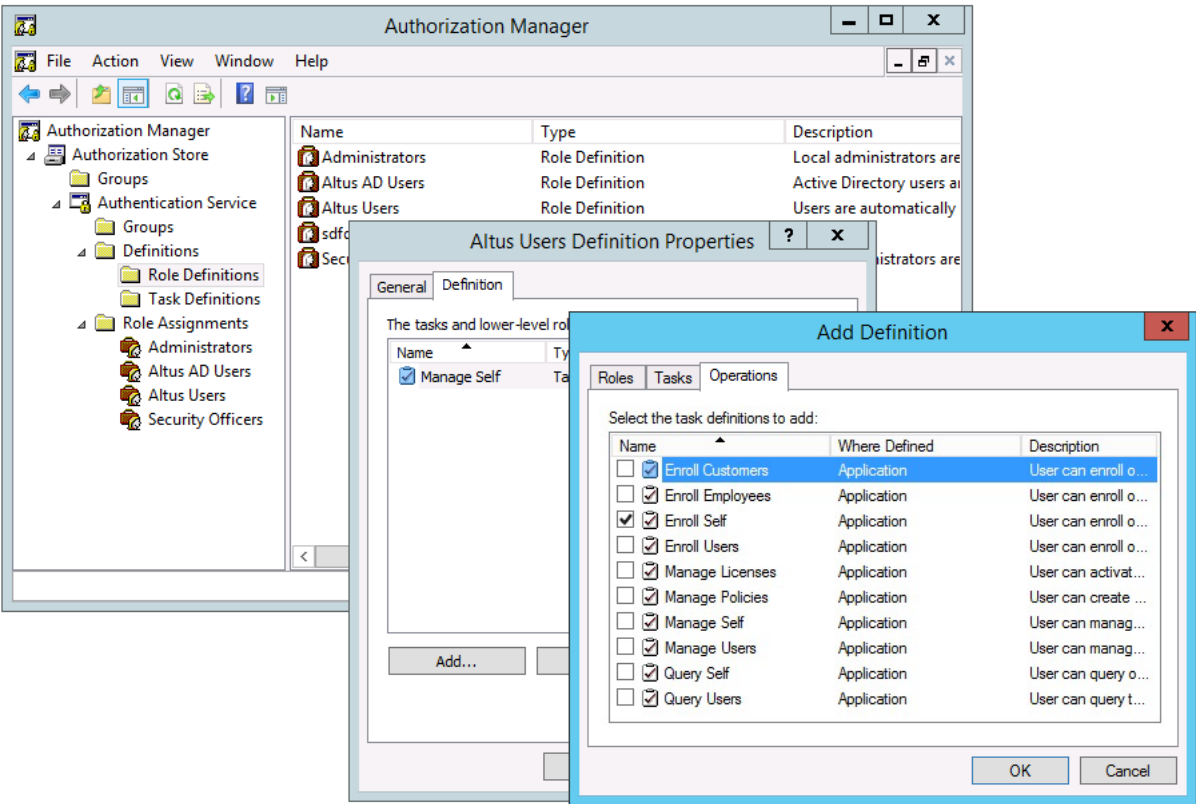 Authorization Manager
File Action View Window Help
Authorization Manager
Authorization Store
Groups
Authentication Service
Groups
Definitions
Role Definitions
Task Definitions
Role Assignments
Administrators
Altus AD Users
Altus Users
Security Officers
Name Type Description
Administrators Role Definition Local administrators are
Altus AD Users Role Definition Active Directory users
Altus Users Role Definition Users are automatically
istrators are
Altus Users Definition Properties ? x
General Definition
The tasks and lower-level
Name
Manage Self
Add...
Add Definition x
Roles Tasks Operations
Select the task definitions to add:
Name Where Defined Description
Enroll Customers Application User can enroll o...
Enroll Employees Application User can enroll o...
Enroll Self Application User can enroll o...
Enroll Users Application User can enroll o...
Manage Licenses Application User can activat...
Manage Policies Application User can create ...
Manage Self Application User can manag...
Manage Users Application User can manag...
Query Self Application User can query o...
Query Users Application User can query t...
OK Cancel